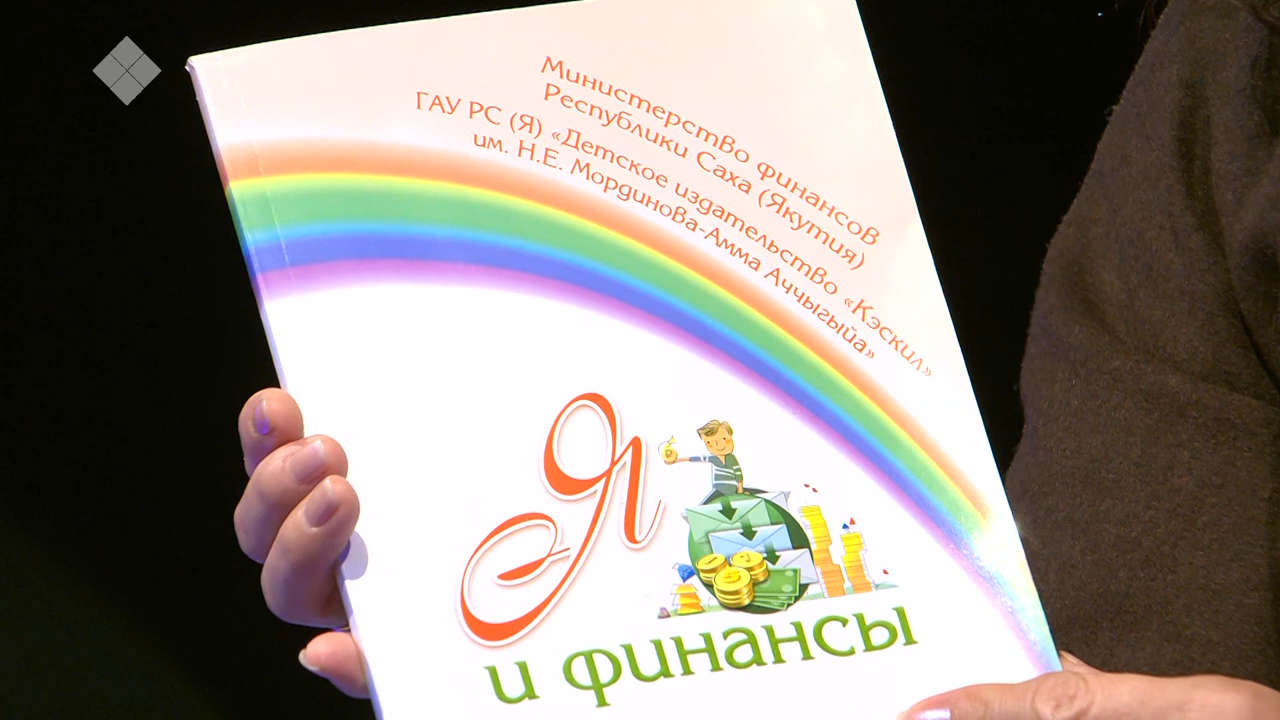 Министерство финансов
Республики Саха (Якутия)
ГАУ РС (Я) «Детское издательство «Кэскил»
им. Н.Е. Мординова-Амма Аччыгыйа»
Я
и финансы